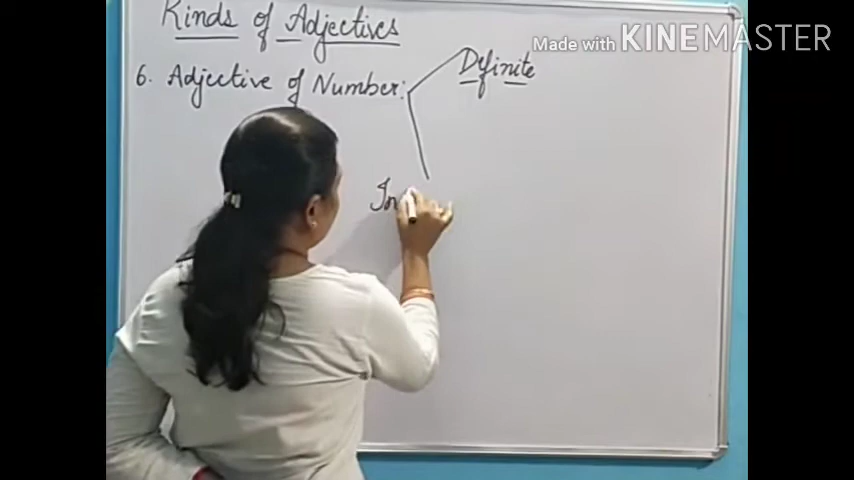 Kinds of Adjectives
Made with KINEMASTER
6. Adjective of Number:
Definite
In